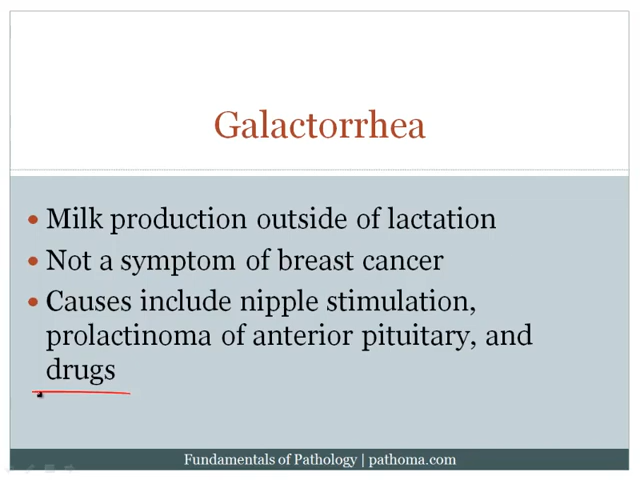 Galactorrhea
• Milk production outside of lactation
• Not a symptom of breast cancer
• Causes include nipple stimulation,
prolactinoma of anterior pituitary, and
drugs
Fundamentals of Pathology | pathoma.com